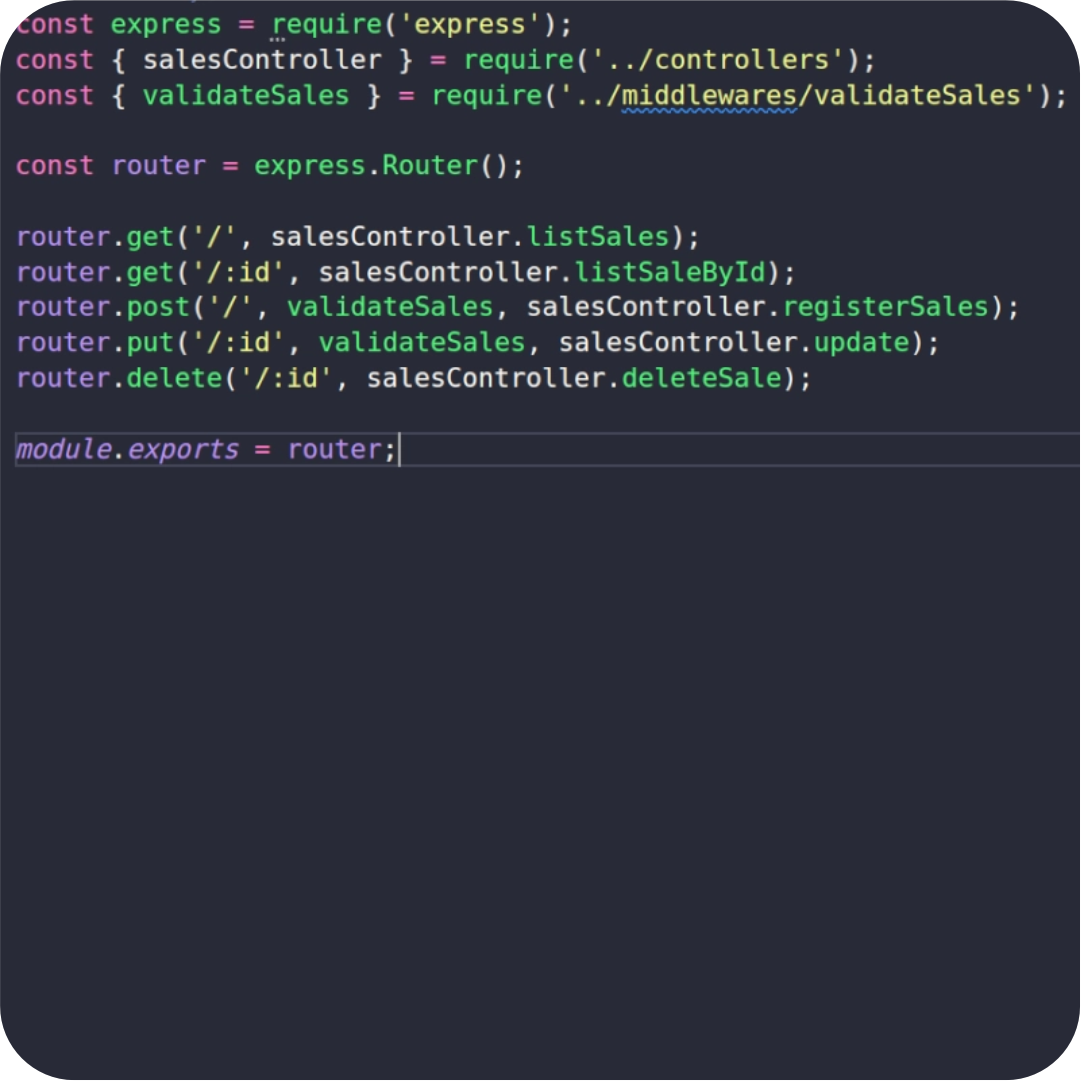 const express = require('express');
const { salesController } = require('../controllers');
const { validateSales } = require('../middlewares/validateSales');
const router = express.Router();
router.get('/', salesController.listSales);
router.get('/:id', salesController.listSaleById);
router.post('/', validateSales, salesController.registerSales);
router.put('/:id', validateSales, salesController.update);
router.delete('/:id', salesController.deleteSale);
module.exports = router;